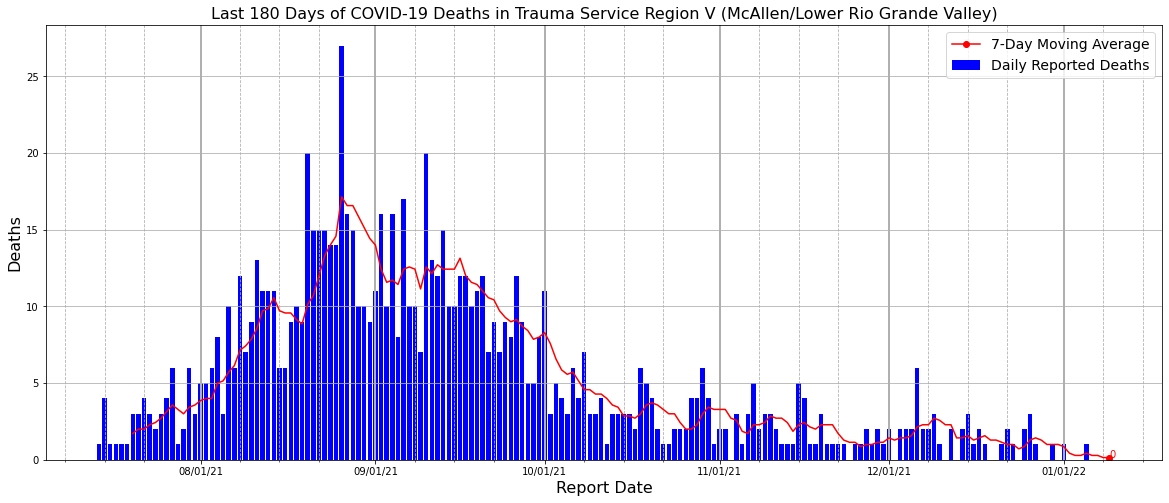 Last 180 Days of COVID-19 Deaths in Trauma Service Region V (McAllen/Lower Rio Grande Valley)
7-Day Moving Average
Daily Reported Deaths
Deaths
25
20
15
10
5
0
0
08/01/21
09/01/21
10/01/21
11/01/21
12/01/21
01/01/22
Report Date